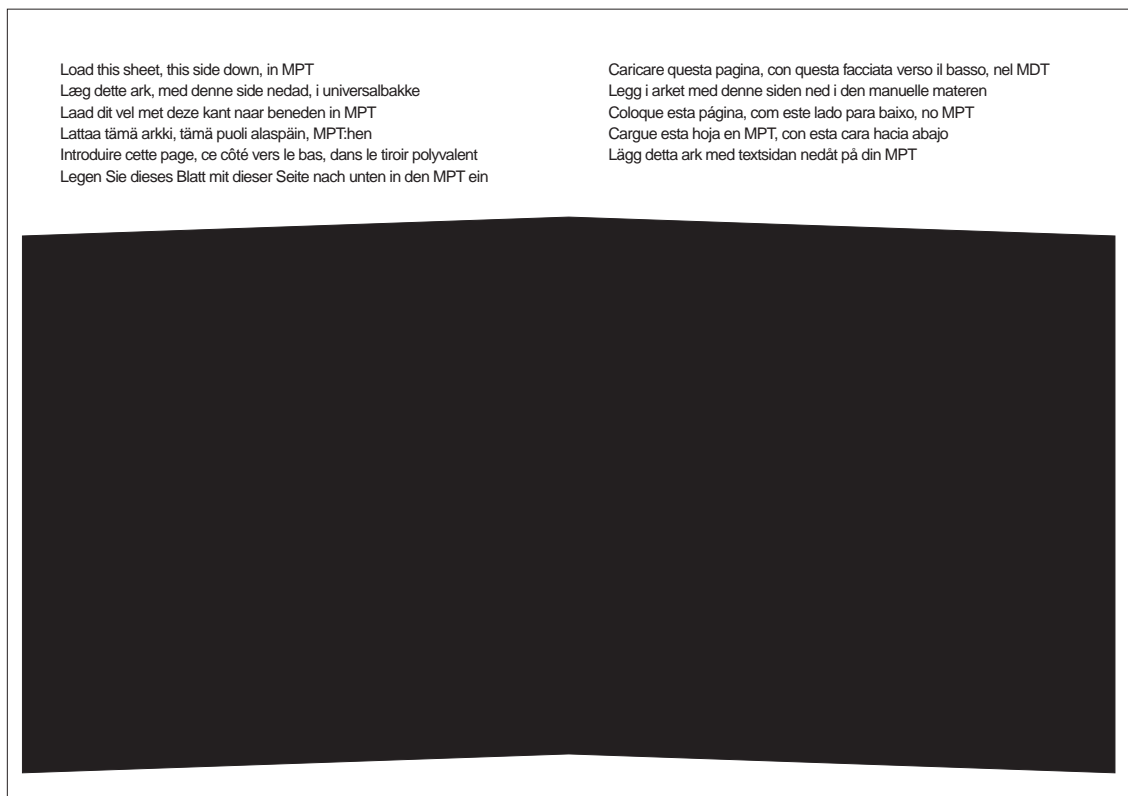 Load this sheet, this side down, in MPT
Læg dette ark, med denne side nedad, i universalbakke
Laad dit vel met deze kant naar beneden in MPT
Lattaa tämä arkki, tämä puoli alaspäin, MPT:hen
Introduire cette page, ce côté vers le bas, dans le tiroir polyvalent
Legen Sie dieses Blatt mit dieser Seite nach unten in den MPT ein
Caricare questa pagina, con questa facciata verso il basso, nel MDT
Legg i arket med denne siden ned i den manuelle materen
Coloque esta página, com este lado para baixo, no MPT
Cargue esta hoja en MPT, con esta cara hacia abajo
Lägg detta ark med textsidan nedåt på din MPT